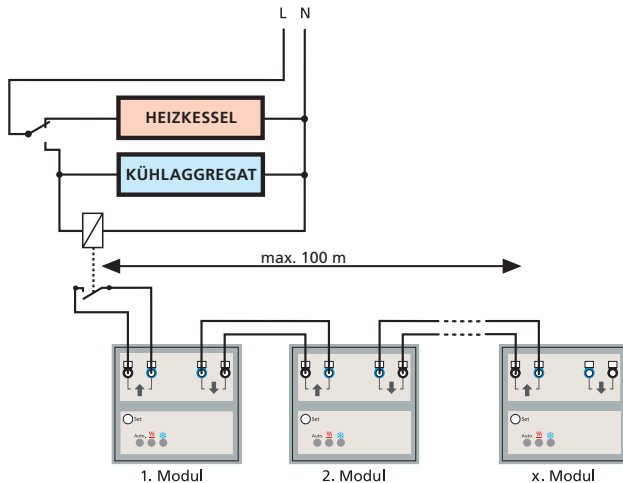 L N
HEIZKESSEL
KÜHLAGGREGAT
max. 100 m
Set Set Set
Auto. Auto. Auto.
1. Modul 2. Modul x. Modul